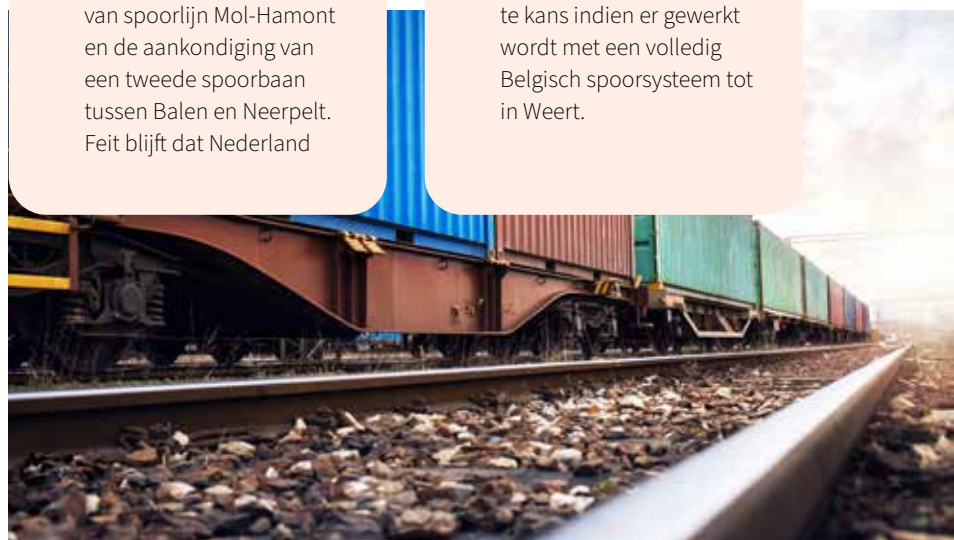 van spoorlijn Mol-Hamont
en de aankondiging van
een tweede spoorbaan
tussen Balen en Neerpelt.
Feit blijft dat Nederland
te kans indien er gewerkt
wordt met een volledig
Belgisch spoorsysteem tot
in Weert.